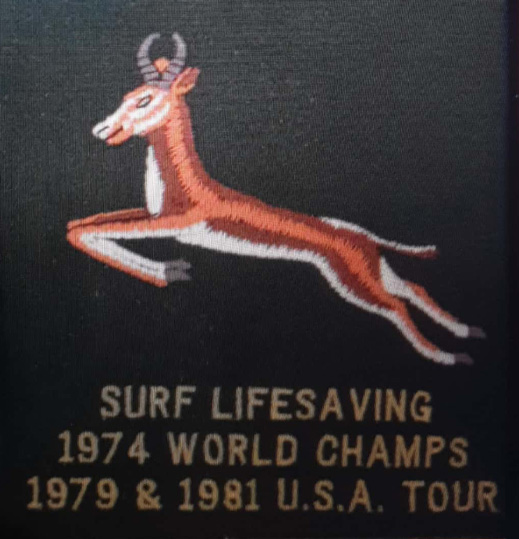 SURF LIFESAVING
1974 WORLD CHAMPS
1979 & 1981 U.S.A. TOUR